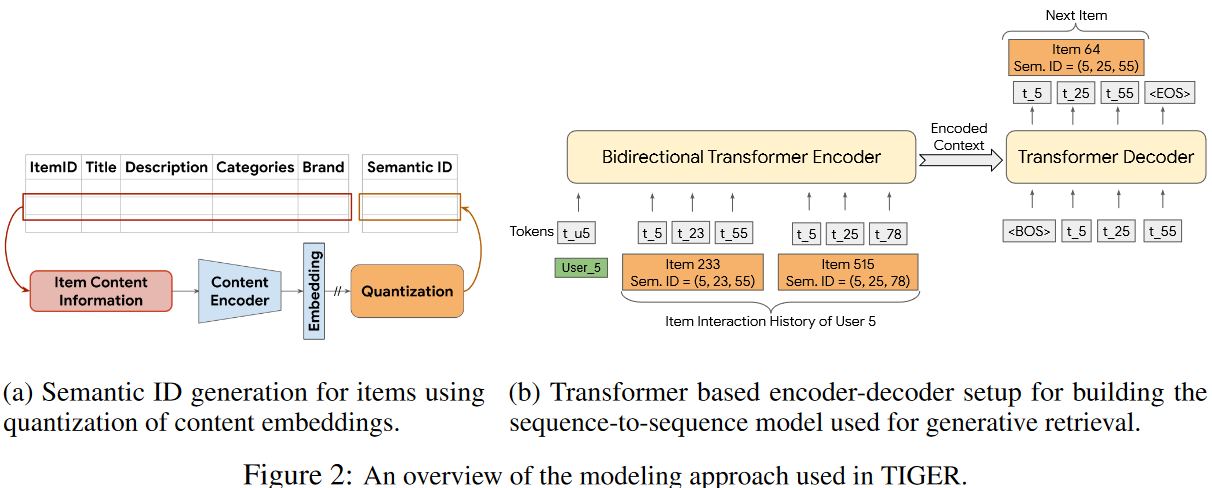 ItemID Title Description Categories Brand Semantic ID
Item Content
Information
Content
Encoder
Embedding
//
Quantization
Next Item
Item 64
Sem. ID = (5, 25, 55)
t_5 t_25 t_55 <EOS>
Bidirectional Transformer Encoder
Encoded
Context
Transformer Decoder
Tokens t_u5 t_5 t_23 t_55 t_5 t_25 t_78
<BOS> t_5 t_25 t_55
User_5
Item 233
Sem. ID = (5, 23, 55)
Item 515
Sem. ID = (5, 25, 78)
Item Interaction History of User 5
(a) Semantic ID generation for items using
quantization of content embeddings.
(b) Transformer based encoder-decoder setup for building the
sequence-to-sequence model used for generative retrieval.
Figure 2: An overview of the modeling approach used in TIGER.